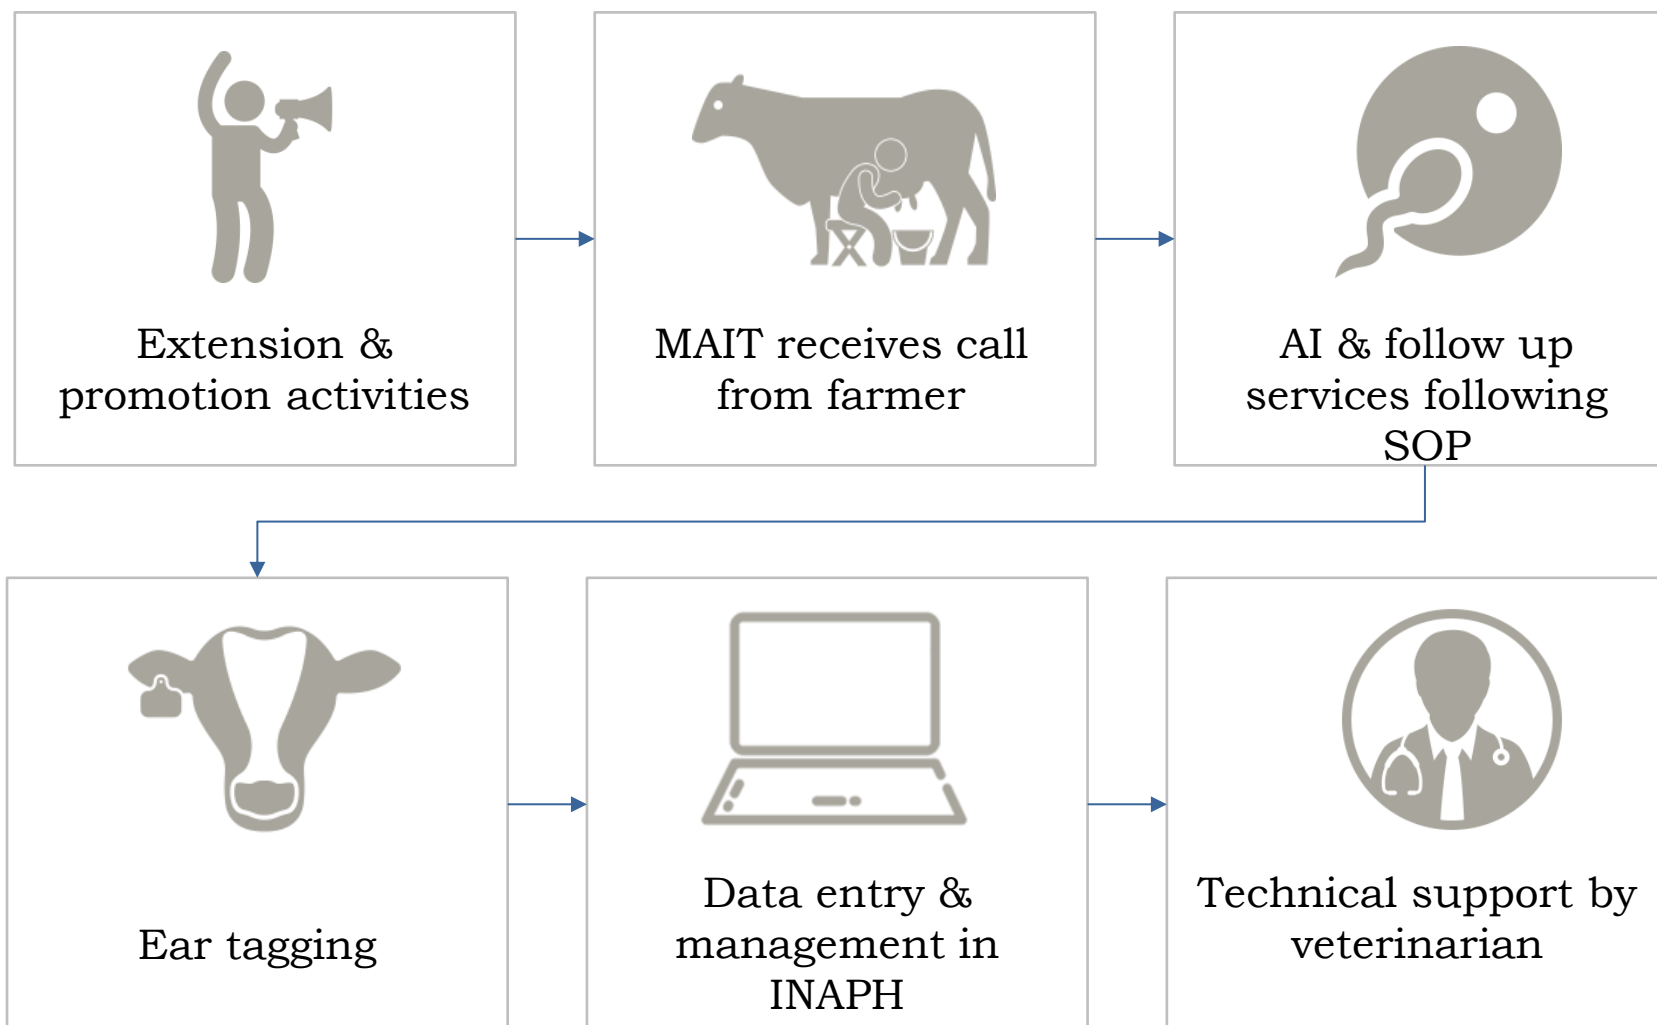 Extension &
promotion activities
MAIT receives call
from farmer
AI & follow up
services following
SOP
Ear tagging
Data entry &
management in
INAPH
Technical support by
veterinarian